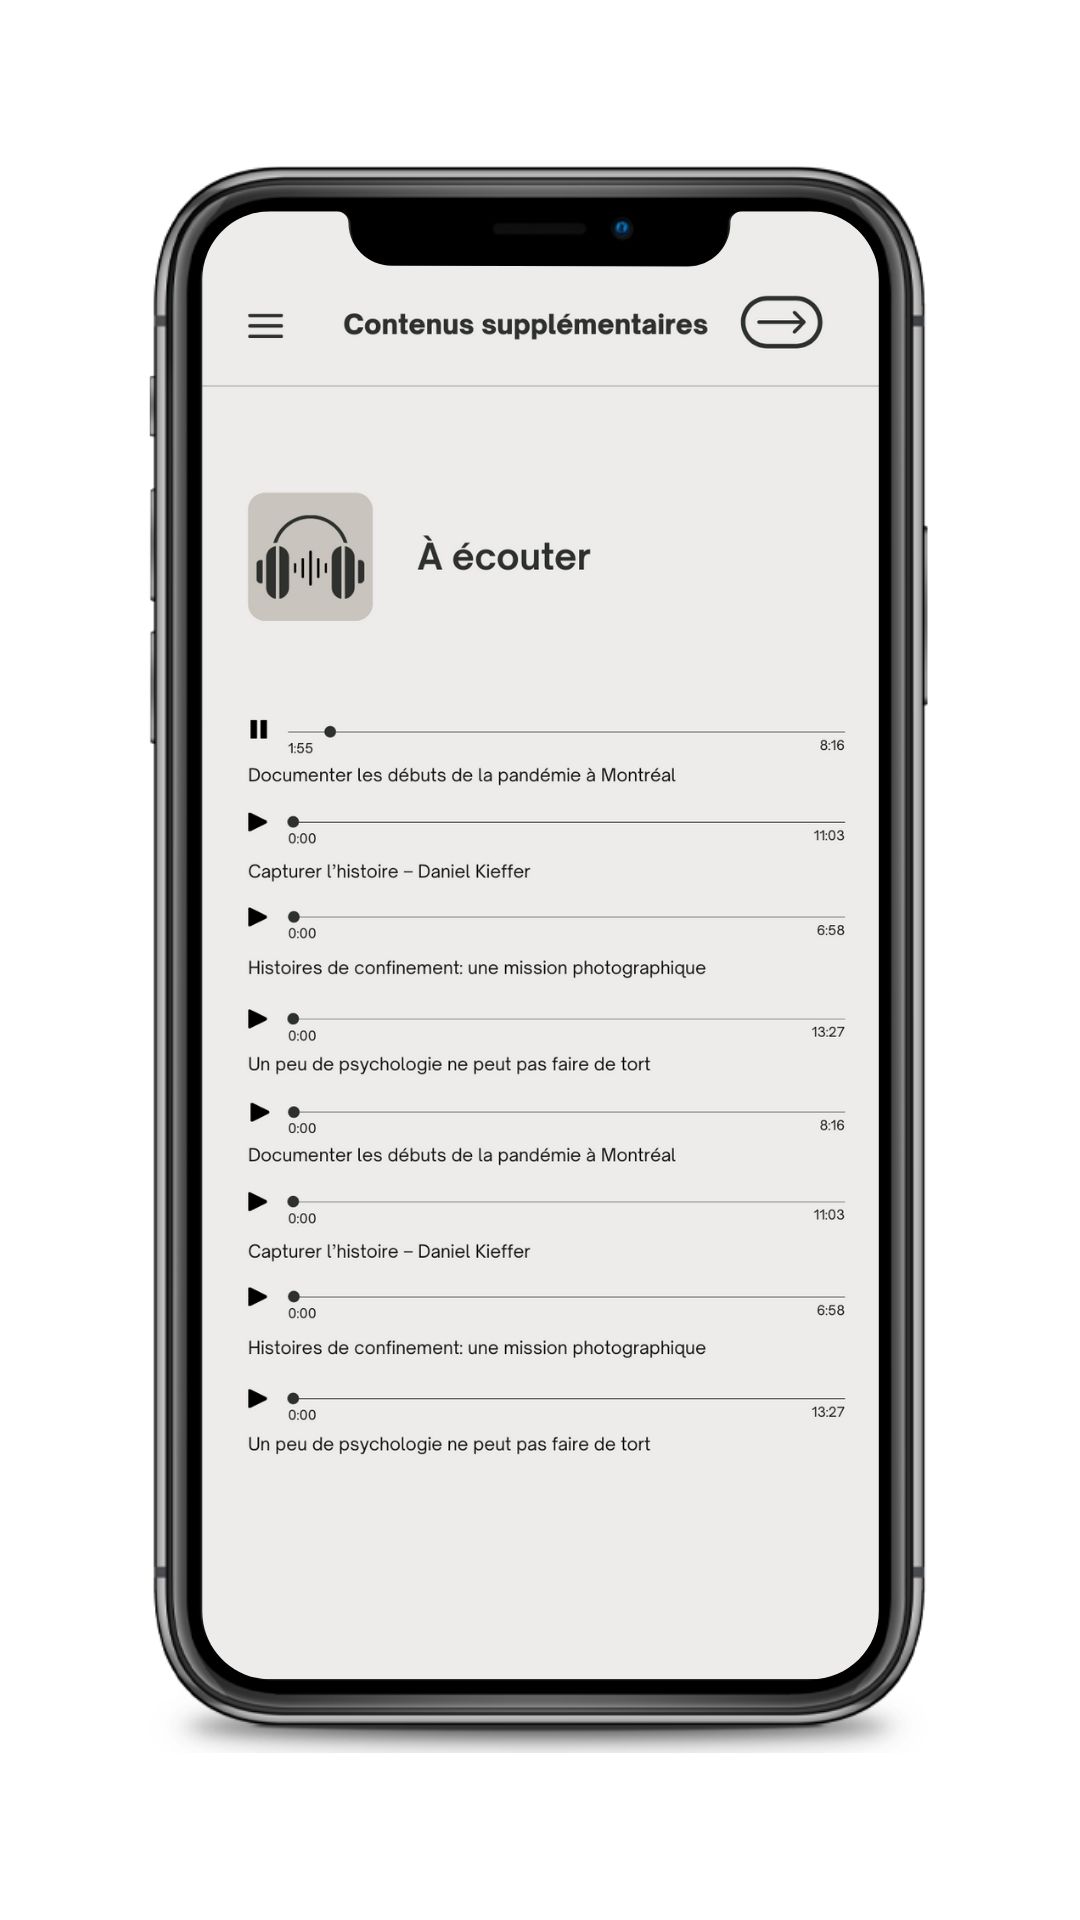 Contenus supplémentaires
À écouter
1:55 8:16
Documenter les débuts de la pandémie à Montréal
0:00 11:03
Capturer l'histoire – Daniel Kieffer
0:00 6:58
Histoires de confinement: une mission photographique
0:00 13:27
Un peu de psychologie ne peut pas faire de tort
0:00 8:16
Documenter les débuts de la pandémie à Montréal
0:00 11:03
Capturer l'histoire – Daniel Kieffer
0:00 6:58
Histoires de confinement: une mission photographique
0:00 13:27
Un peu de psychologie ne peut pas faire de tort